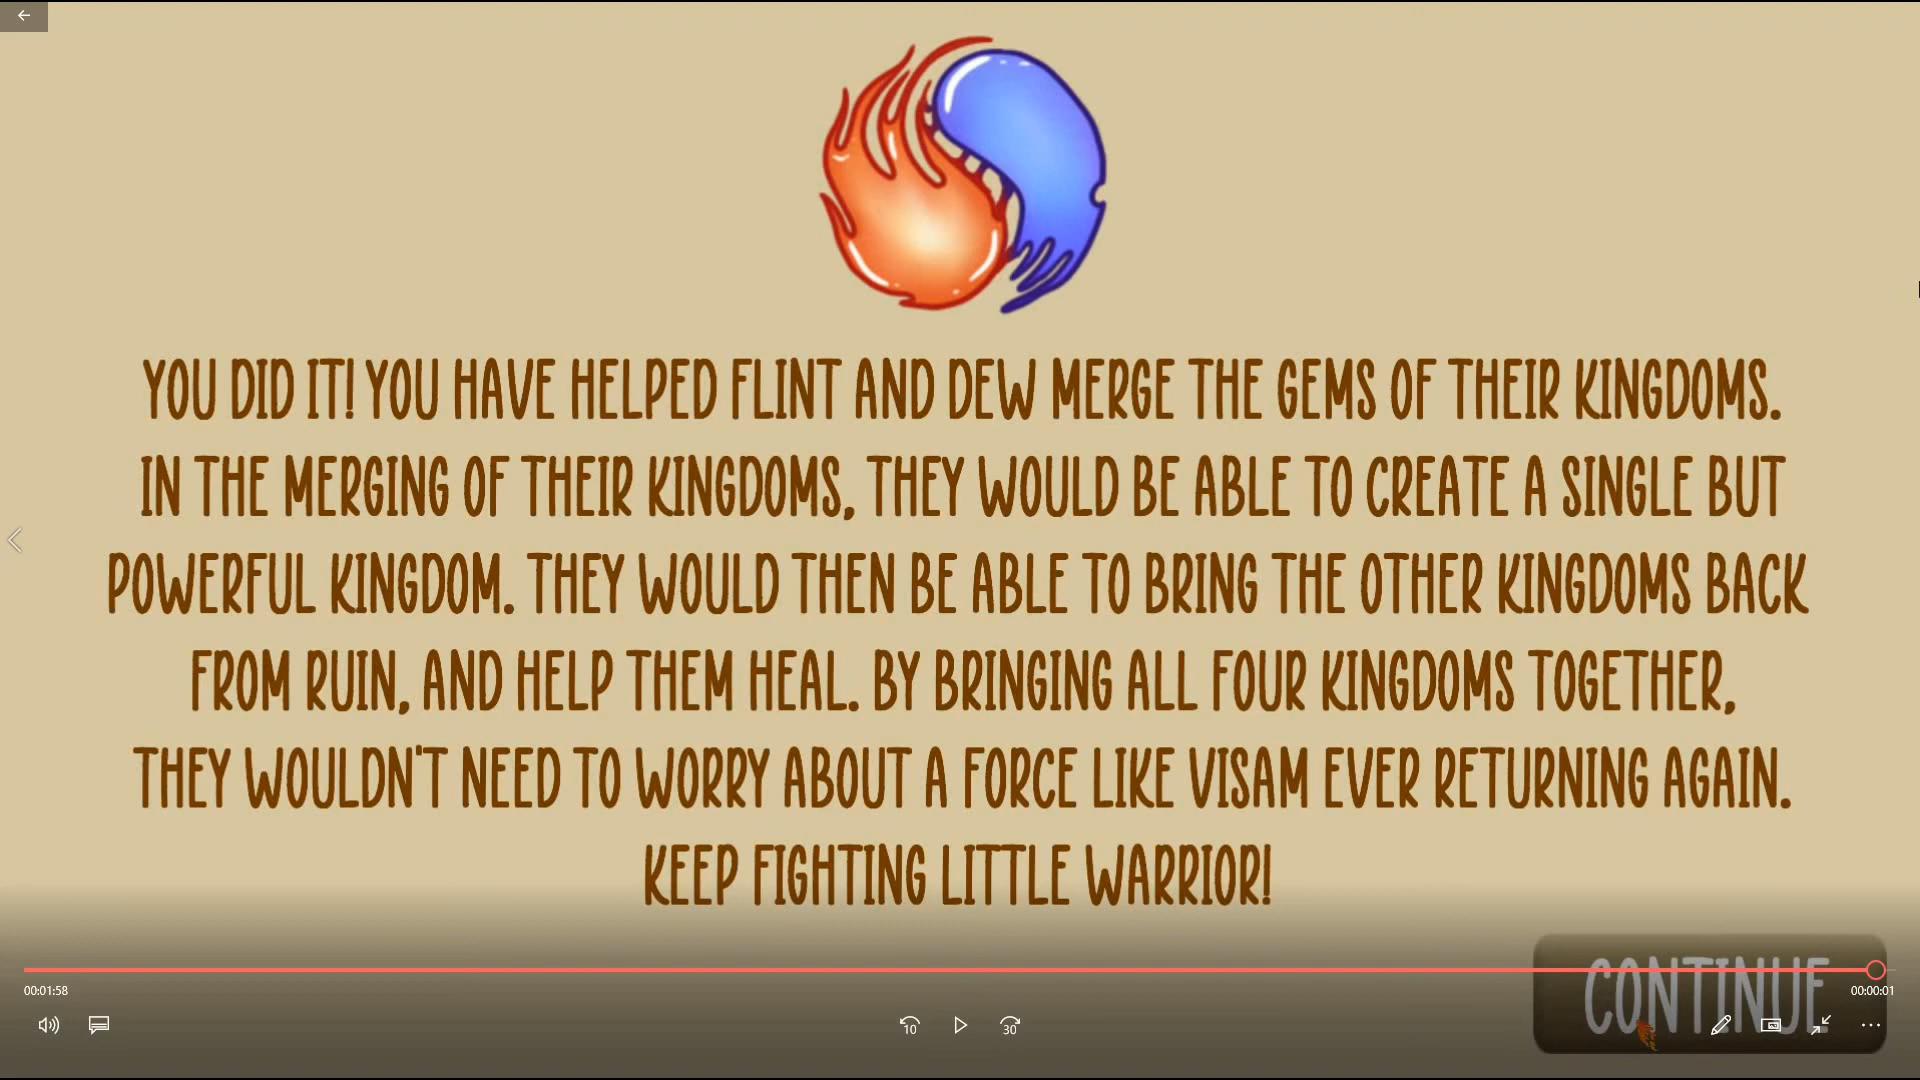 YOU DID IT! YOU HAVE HELPED FLINT AND DEW MERGE THE GEMS OF THEIR KINGDOMS.
IN THE MERGING OF THEIR KINGDOMS, THEY WOULD BE ABLE TO CREATE A SINGLE BUT
POWERFUL KINGDOM. THEY WOULD THEN BE ABLE TO BRING THE OTHER KINGDOMS BACK
FROM RUIN, AND HELP THEM HEAL. BY BRINGING ALL FOUR KINGDOMS TOGETHER,
THEY WOULDN'T NEED TO WORRY ABOUT A FORCE LIKE VISAM EVER RETURNING AGAIN.
KEEP FIGHTING LITTLE WARRIOR!
CONTINUE
00:01:58
00:00:01
10
30